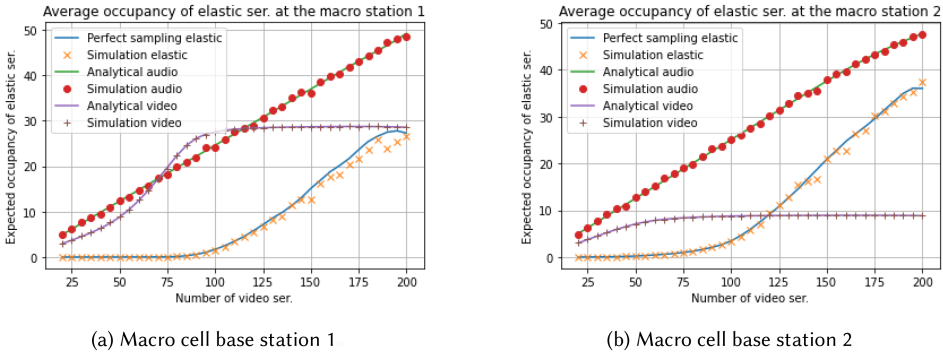 Average occupancy of elastic ser. at the macro station 1
50
40
30
20
10
0
Expected occupancy of elastic ser.
Perfect sampling elastic
Simulation elastic
Analytical audio
Simulation audio
Analytical video
Simulation video
25 50 75 100 125 150 175 200
Number of video ser.
(a) Macro cell base station 1
Average occupancy of elastic ser. at the macro station 2
50
40
30
20
10
0
Expected occupancy of elastic ser.
Perfect sampling elastic
Simulation elastic
Analytical audio
Simulation audio
Analytical video
Simulation video
25 50 75 100 125 150 175 200
Number of video ser.
(b) Macro cell base station 2